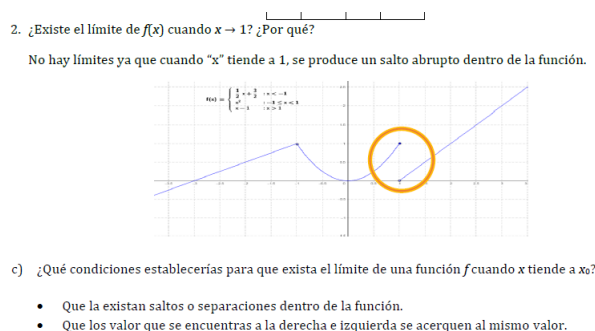 2. ¿Existe el límite de f(x) cuando x → 1? ¿Por qué?
No hay límites ya que cuando “x” tiende a 1, se produce un salto abrupto dentro de la función.
f(x) =
c) ¿Qué condiciones establecerías para que exista el límite de una función f cuando x tiende a x₀?
• Que la existan saltos o separaciones dentro de la función.
• Que los valor que se encuentras a la derecha e izquierda se acerquen al mismo valor.